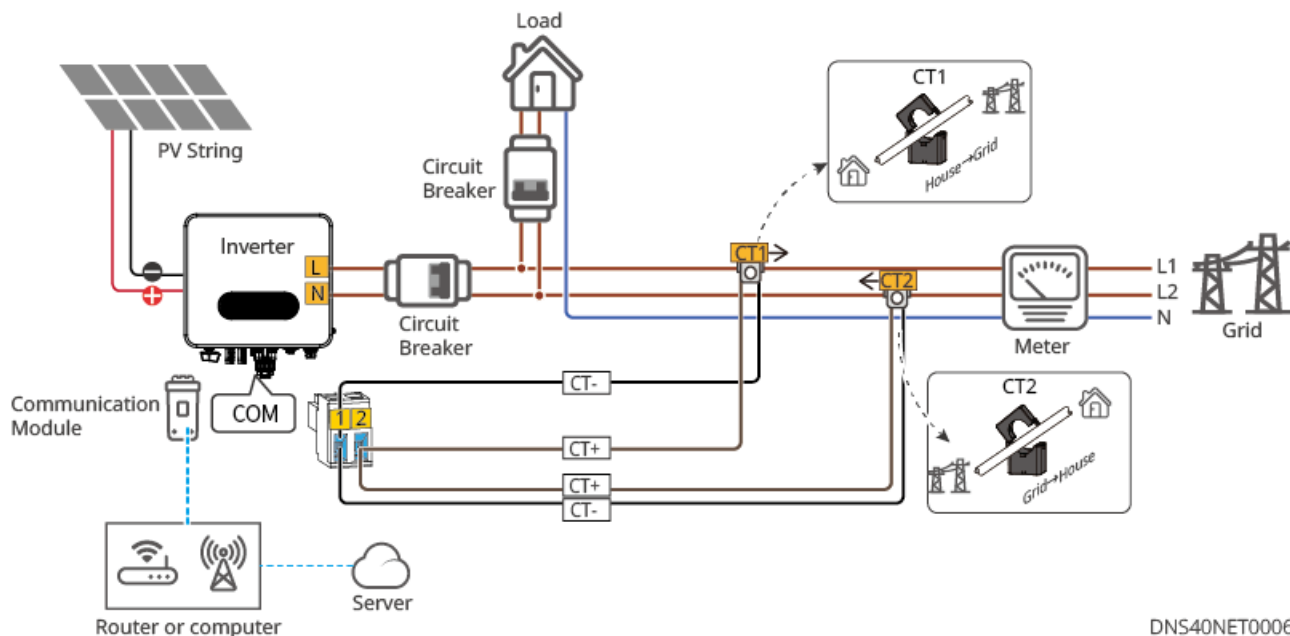 Load
PV String
Circuit
Breaker
CT1
House→Grid
Inverter
L
N
CT1
CT2
L1
L2
N
Circuit
Breaker
Meter
Grid
CT-
Communication
Module
COM
1 2
CT+
CT+
CT-
CT2
Grid→House
Server
Router or computer
DNS40NET0006